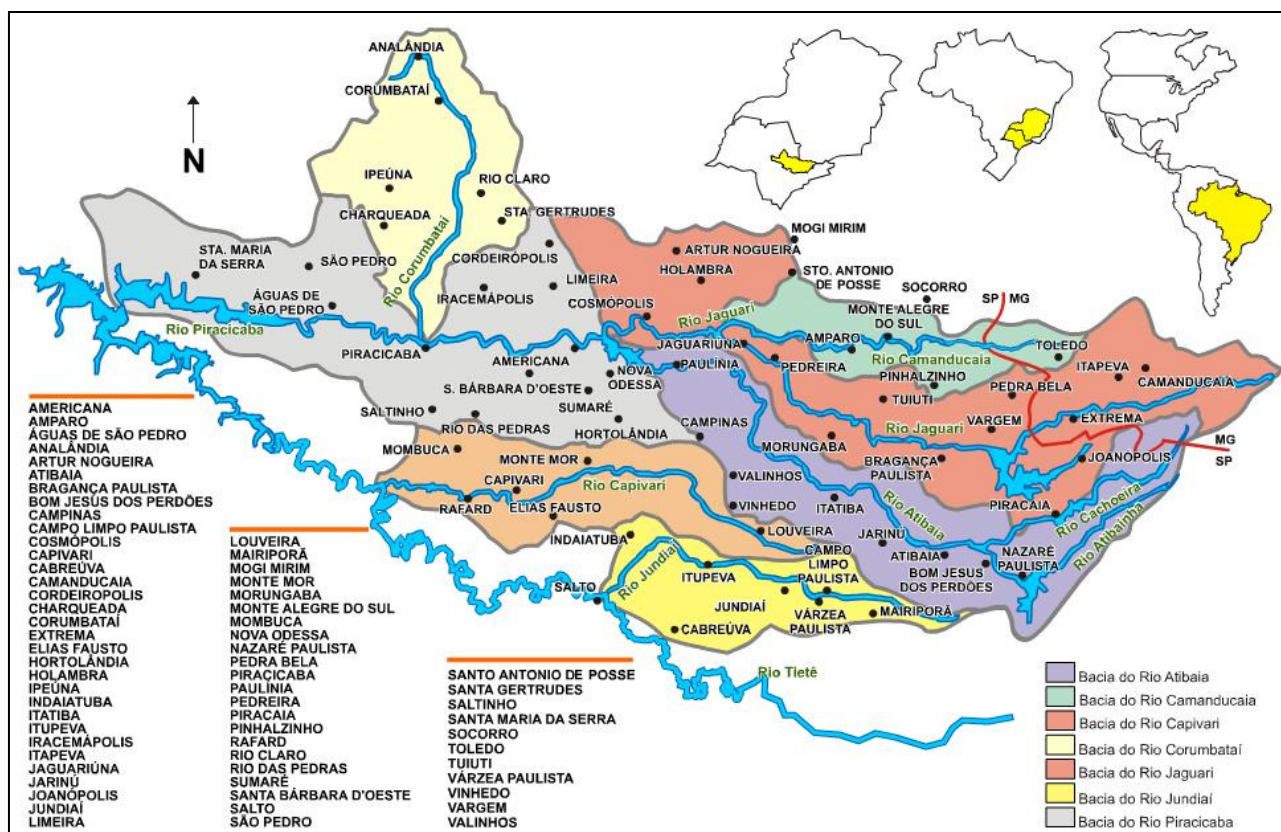 N
ANALÂNDIA
CORUMBATAÍ
IPEÚNA
RIO CLARO
CHARQUEADA
STA. GERTRUDES
Rio Corumbataí
STA. MARIA
DA SERRA
SÃO PEDRO
CORDEIRÓPOLIS
LIMEIRA
IRACEMÁPOLIS
ÁGUAS DE
SÃO PEDRO
Rio Piracicaba
PIRACICABA
AMERICANA
S. BÁRBARA D'OESTE
NOVA
ODESSA
SUMARÉ
SALTINHO
RIO DAS PEDRAS
HORTOLÂNDIA
MOGI MIRIM
ARTUR NOGUEIRA
HOLAMBRA
STO. ANTONIO
DE POSSE
COSMÓPOLIS
SOCORRO
SP
MG
Rio Jaguari
MONTE ALEGRE
DO SUL
JAGUARIUNA
AMPARO
TOLEDO
Rio Camanducaia
PAULÍNIA
PEDREIRA
PINHALZINHO
PEDRA BELA
ITAPEVA
CAMANDUCAIA
TUIUTI
VARGEM
EXTREMA
CAMPINAS
MORUNGABA
Rio Jaguari
BRAGANÇA
PAULISTA
JOANÓPOLIS
MG
SP
MOMBUCA
MONTE MOR
CAPIVARI
Rio Capivari
VALINHOS
RAFARD
ELIAS FAUSTO
VINHEDO
ITATIBA
Rio Atibaia
PIRACAIA
Rio Cachoeira
Rio Atibainha
INDAIATUBA
LOUVEIRA
JARINÚ
ATIBAIA
NAZARÉ
PAULISTA
BOM JESUS
DOS PERDÕES
CAMPO
LIMPO
PAULISTA
Rio Jundiaí
ITUPEVA
SALTO
JUNDIAÍ
VÁRZEA
PAULISTA
MAIRIPORÃ
CABREÚVA
Rio Tietê
AMERICANA
AMPARO
ÁGUAS DE SÃO PEDRO
ANALÂNDIA
ARTUR NOGUEIRA
ATIBAIA
BRAGANÇA PAULISTA
BOM JESÚS DOS PERDÕES
CAMPINAS
CAMPO LIMPO PAULISTA
COSMÓPOLIS
CAPIVARI
CABREÚVA
CAMANDUCAIA
CORDEIROPOLIS
CHARQUEADA
CORUMBATAÍ
EXTREMA
ELIAS FAUSTO
HORTOLÂNDIA
HOLAMBRA
IPEÚNA
INDAIATUBA
ITATIBA
ITUPEVA
IRACEMÁPOLIS
ITAPEVA
JAGUARIÚNA
JARINÚ
JOANÓPOLIS
JUNDIAÍ
LIMEIRA
LOUVEIRA
MAIRIPORÃ
MOGI MIRIM
MONTE MOR
MORUNGABA
MONTE ALEGRE DO SUL
MOMBUCA
NOVA ODESSA
NAZARÉ PAULISTA
PEDRA BELA
PIRAÇICABA
PAULÍNIA
PEDREIRA
PIRACAIA
PINHALZINHO
RAFARD
RIO CLARO
RIO DAS PEDRAS
SUMARÉ
SANTA BÁRBARA D'OESTE
SALTO
SÃO PEDRO
SANTO ANTONIO DE POSSE
SANTA GERTRUDES
SALTINHO
SANTA MARIA DA SERRA
SOCORRO
TOLEDO
TUIUTI
VÁRZEA PAULISTA
VINHEDO
VARGEM
VALINHOS
Bacia do Rio Atibaia
Bacia do Rio Camanducaia
Bacia do Rio Capivari
Bacia do Rio Corumbataí
Bacia do Rio Jaguari
Bacia do Rio Jundiaí
Bacia do Rio Piracicaba